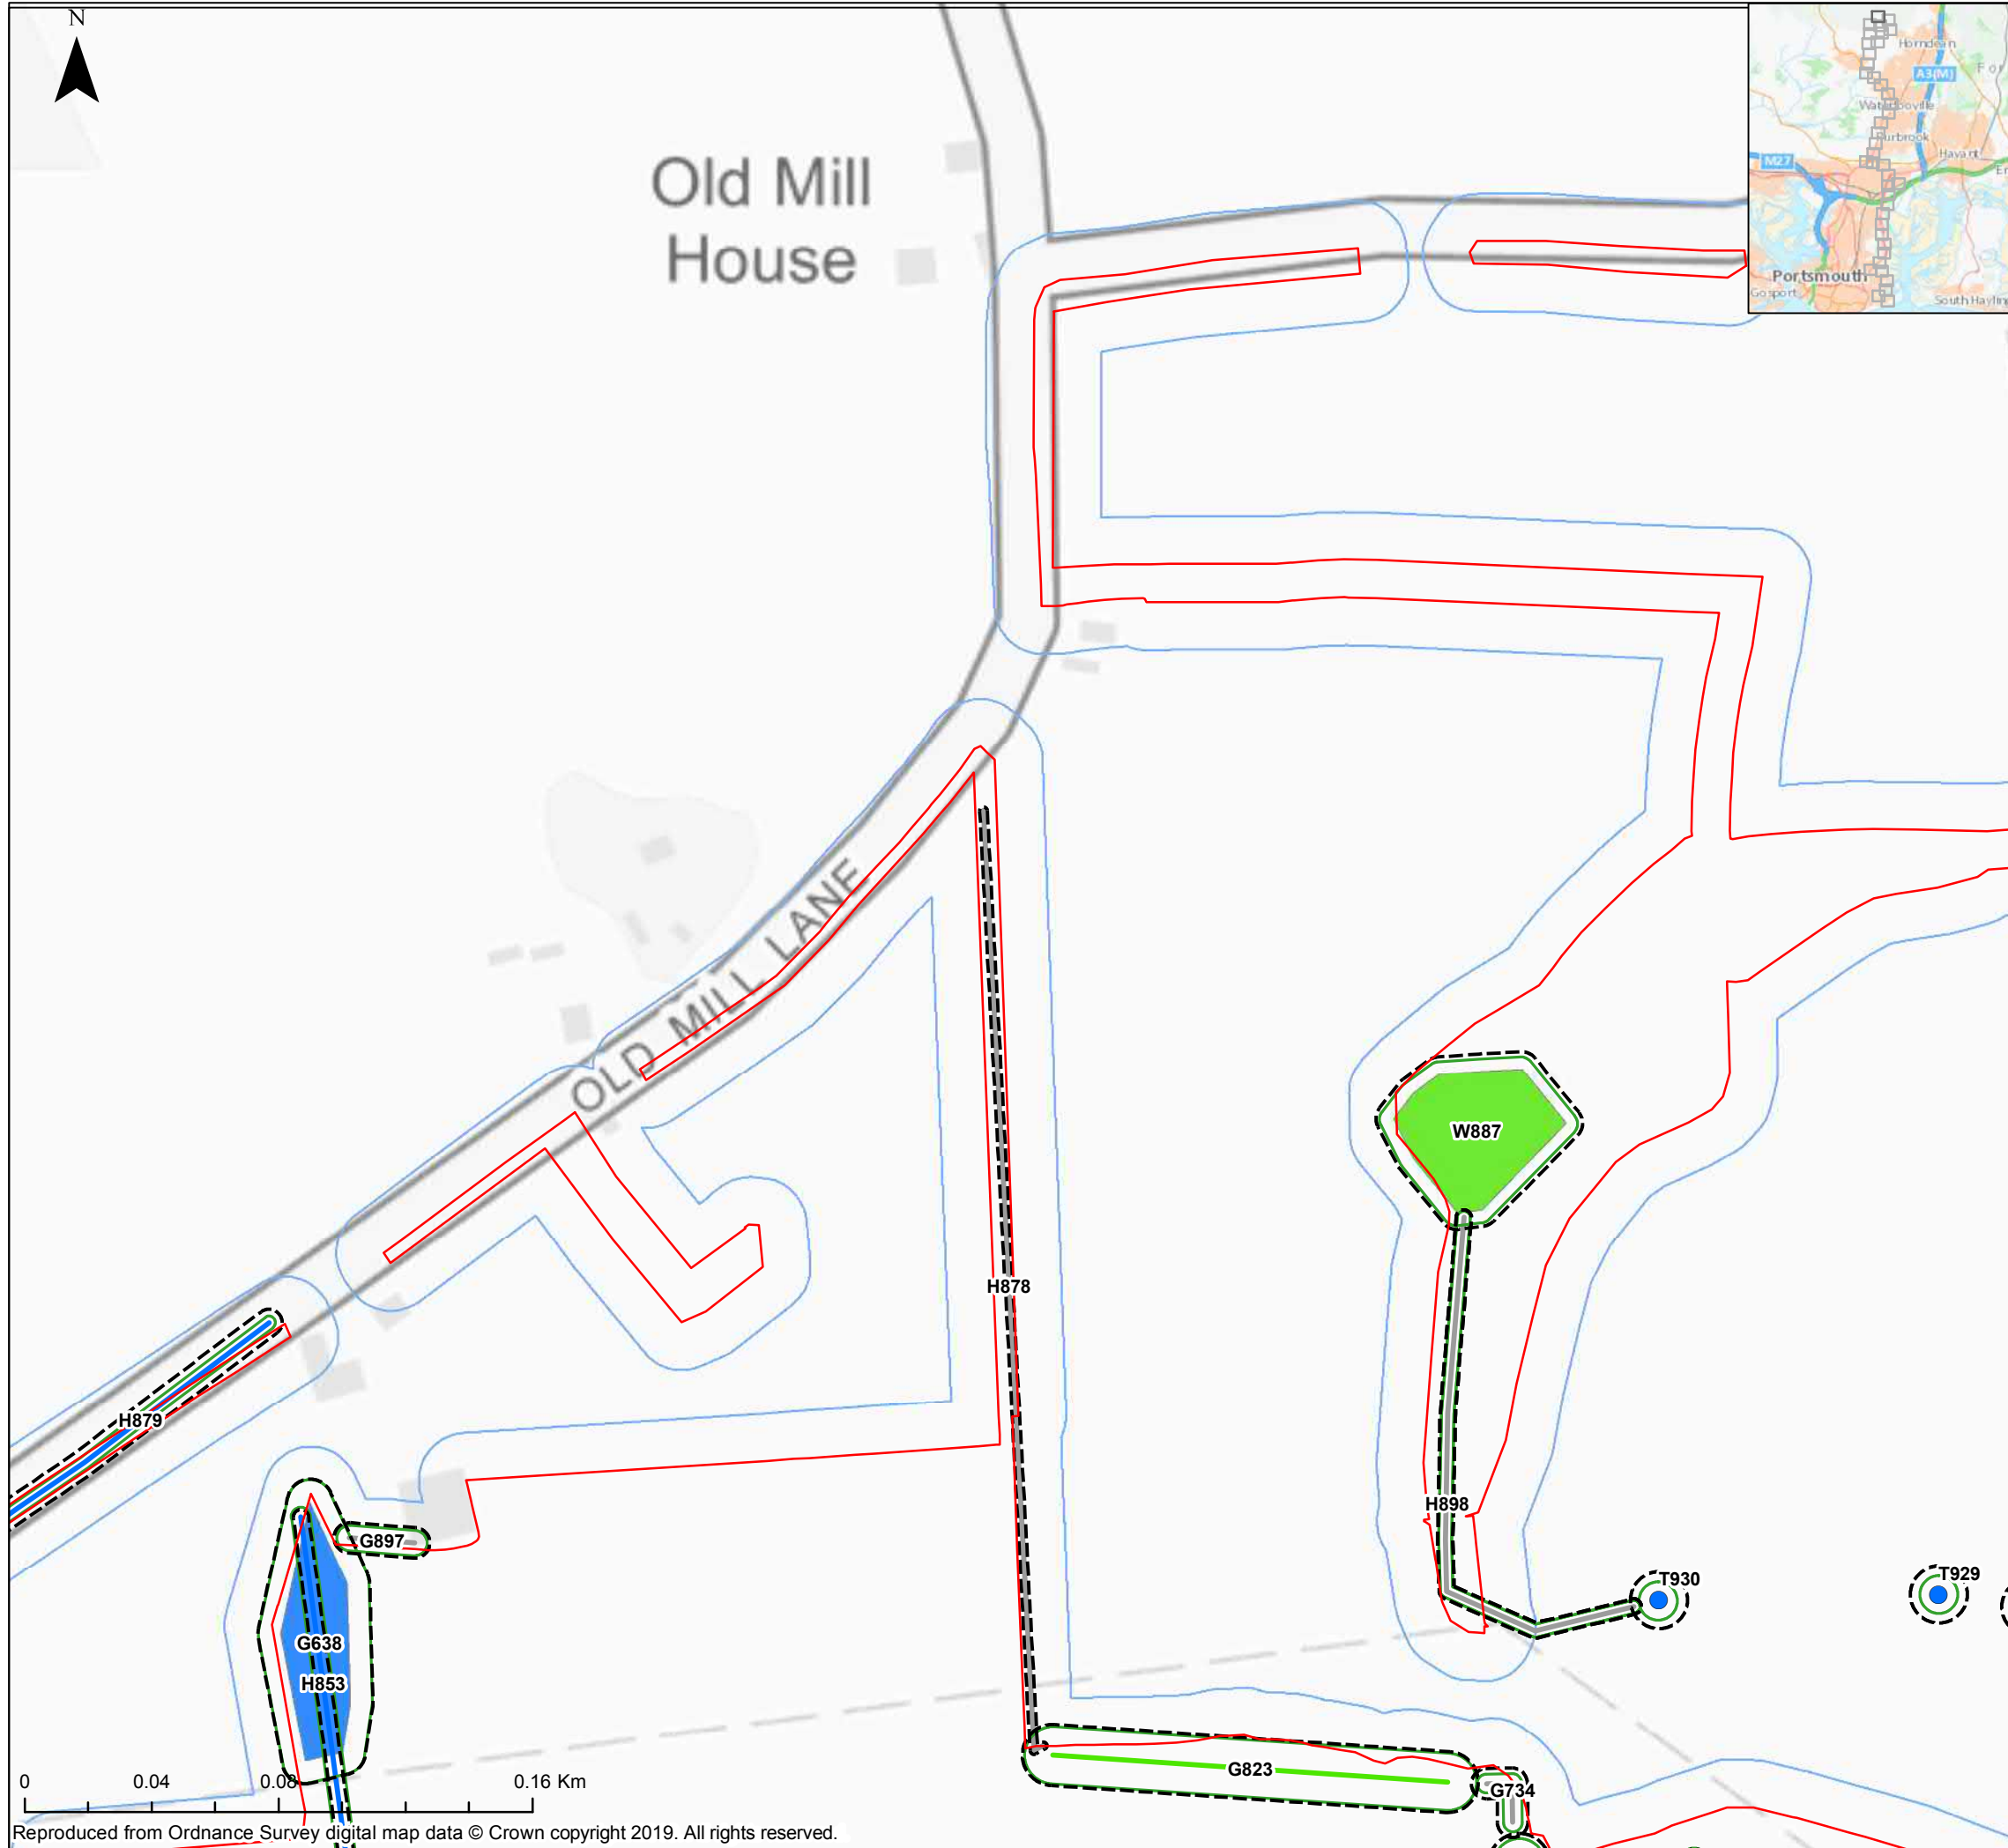 N
Horndean
A3(M)
For
Waterlooville
Purbrook
M27
Havant
Portsmouth
Gosport
South Hayling
Old Mill
House
OLD MILL LANE
W887
H878
H879
H898
G897
T930
T929
G638
H853
G823
G734
0 0.04 0.08 0.16 Km
Reproduced from Ordnance Survey digital map data © Crown copyright 2019. All rights reserved.